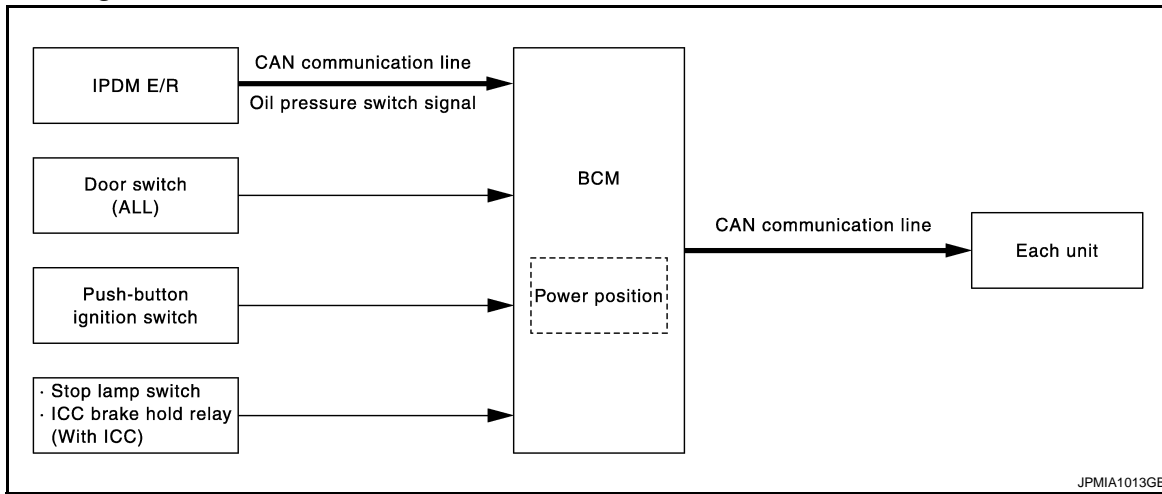 IPDM E/R
CAN communication line
Oil pressure switch signal
Door switch
(ALL)
BCM
CAN communication line
Each unit
Push-button
ignition switch
Power position
· Stop lamp switch
· ICC brake hold relay
(With ICC)
JPMIA1013GB